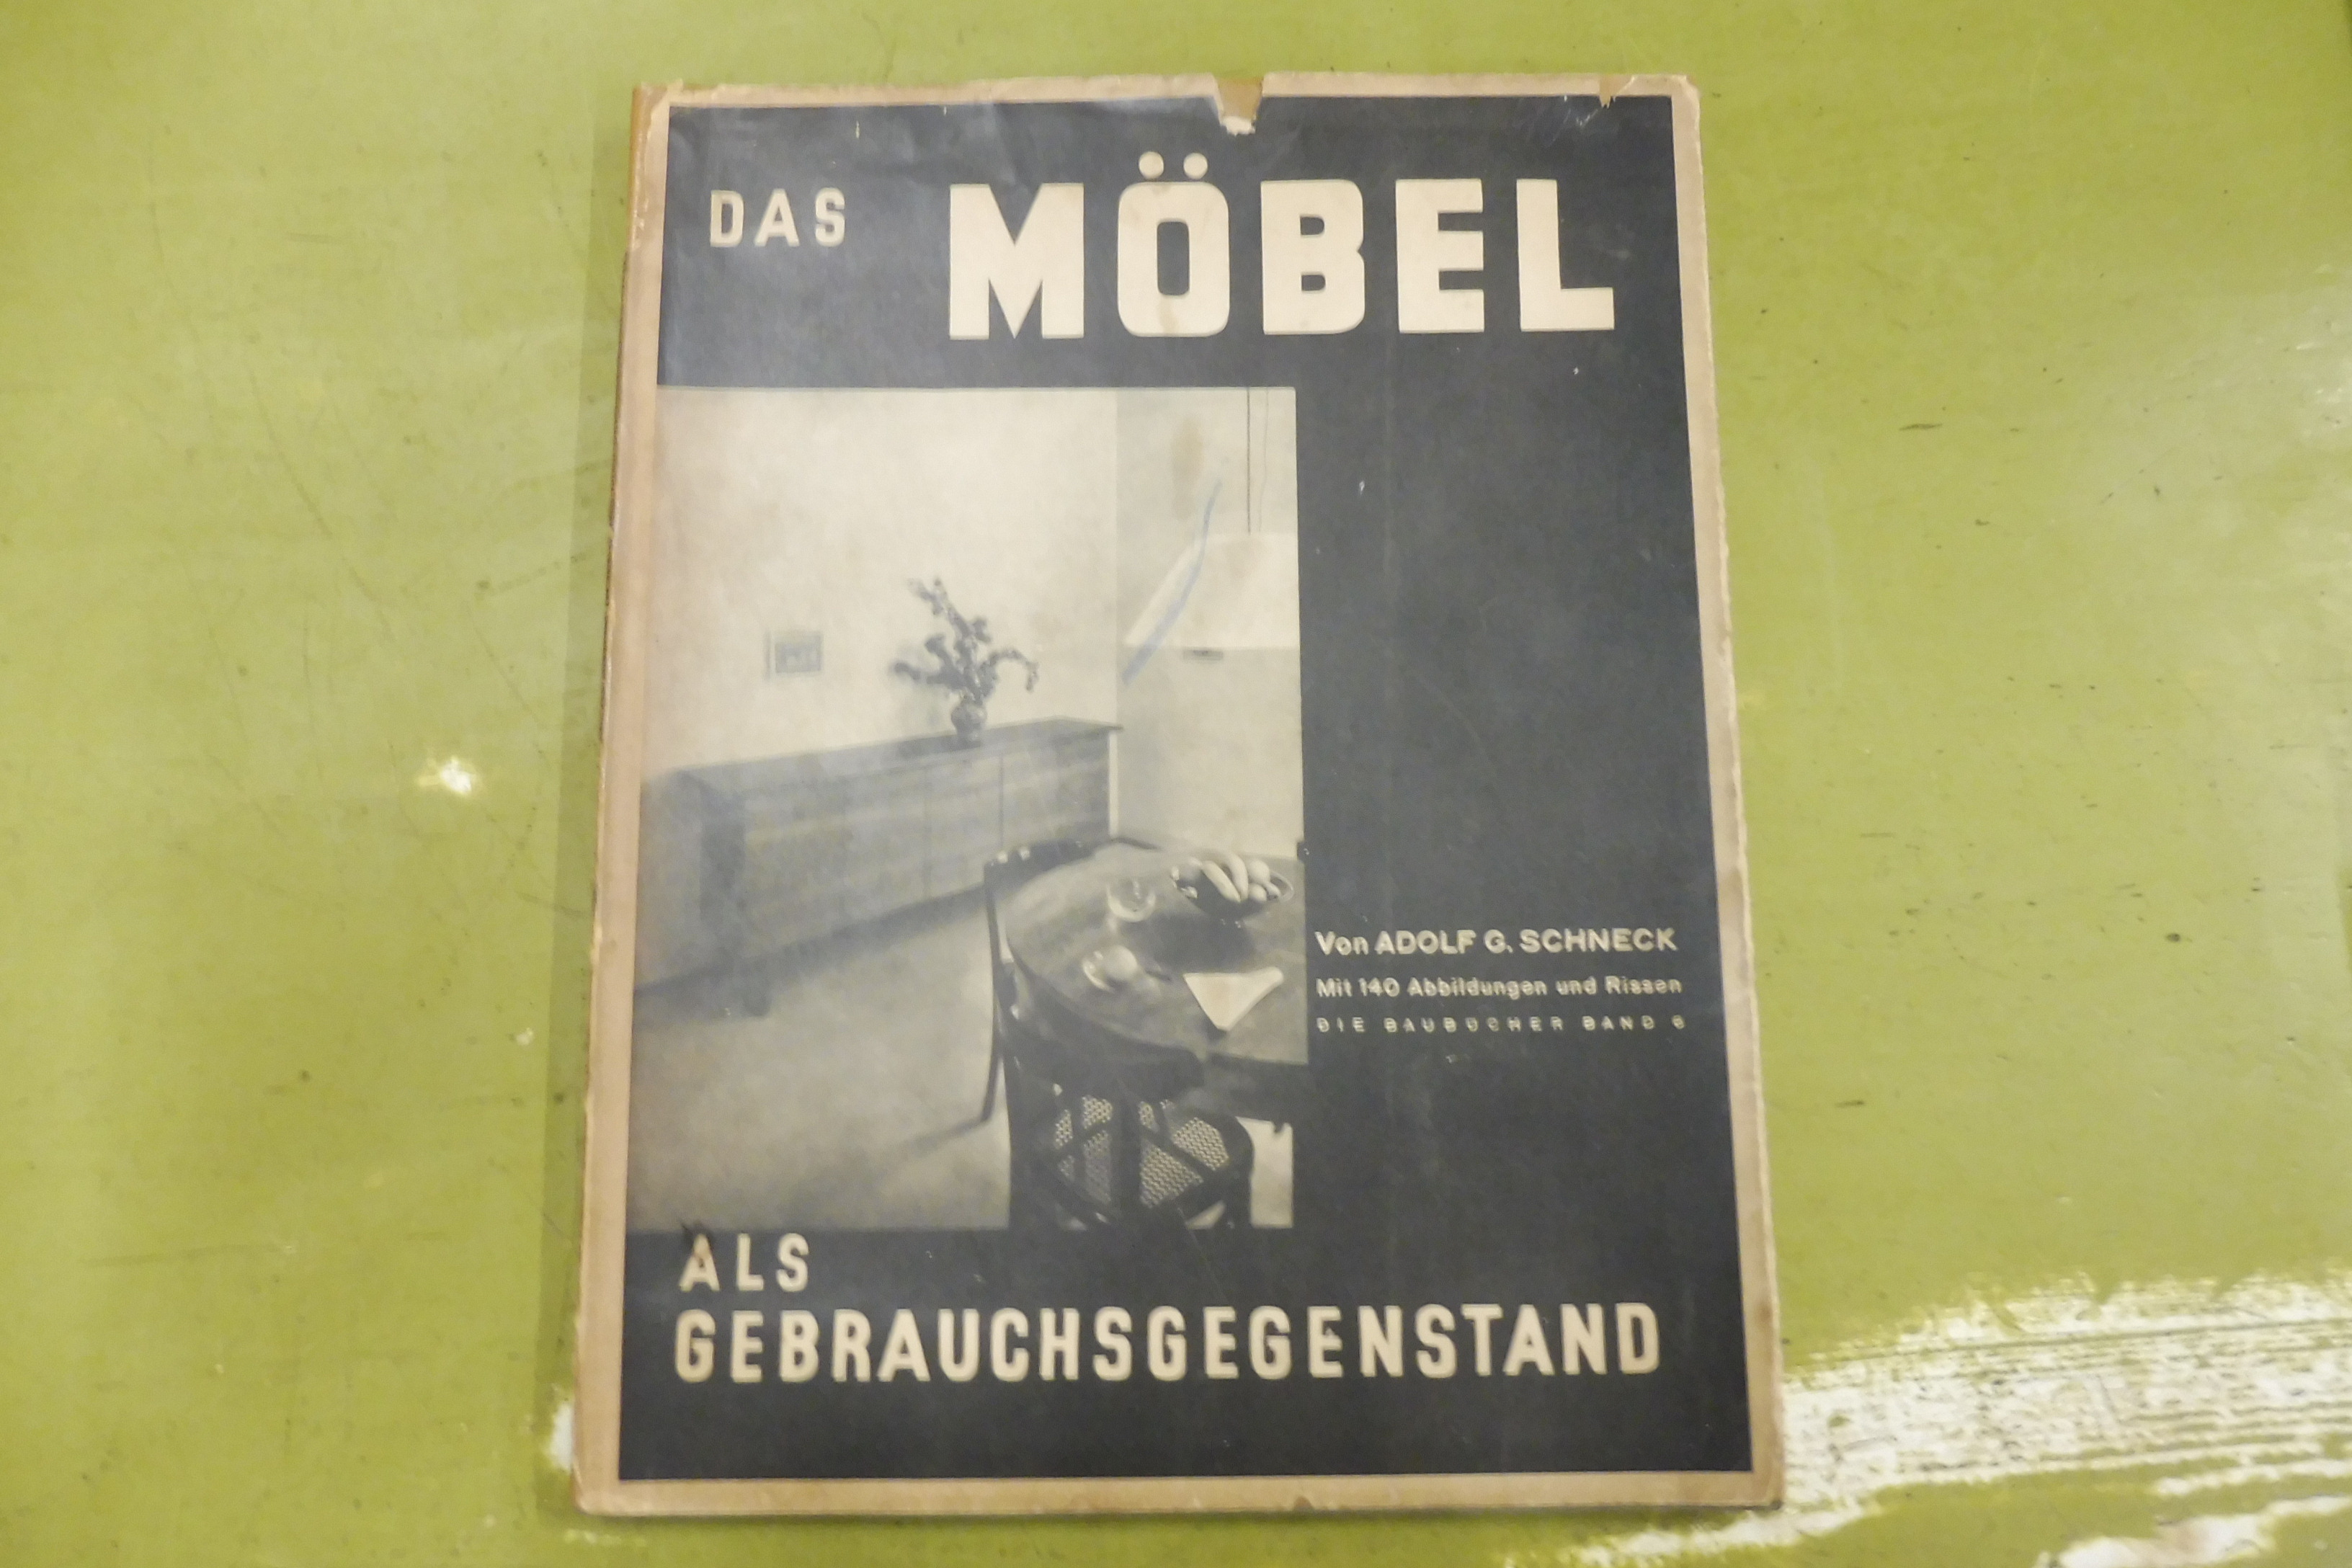 DAS MÖBEL
Von ADOLF G. SCHNECK
Mit 140 Abbildungen und Rissen
DIE BAUBÜCHER BAND 6
ALS
GEBRAUCHSGEGENSTAND